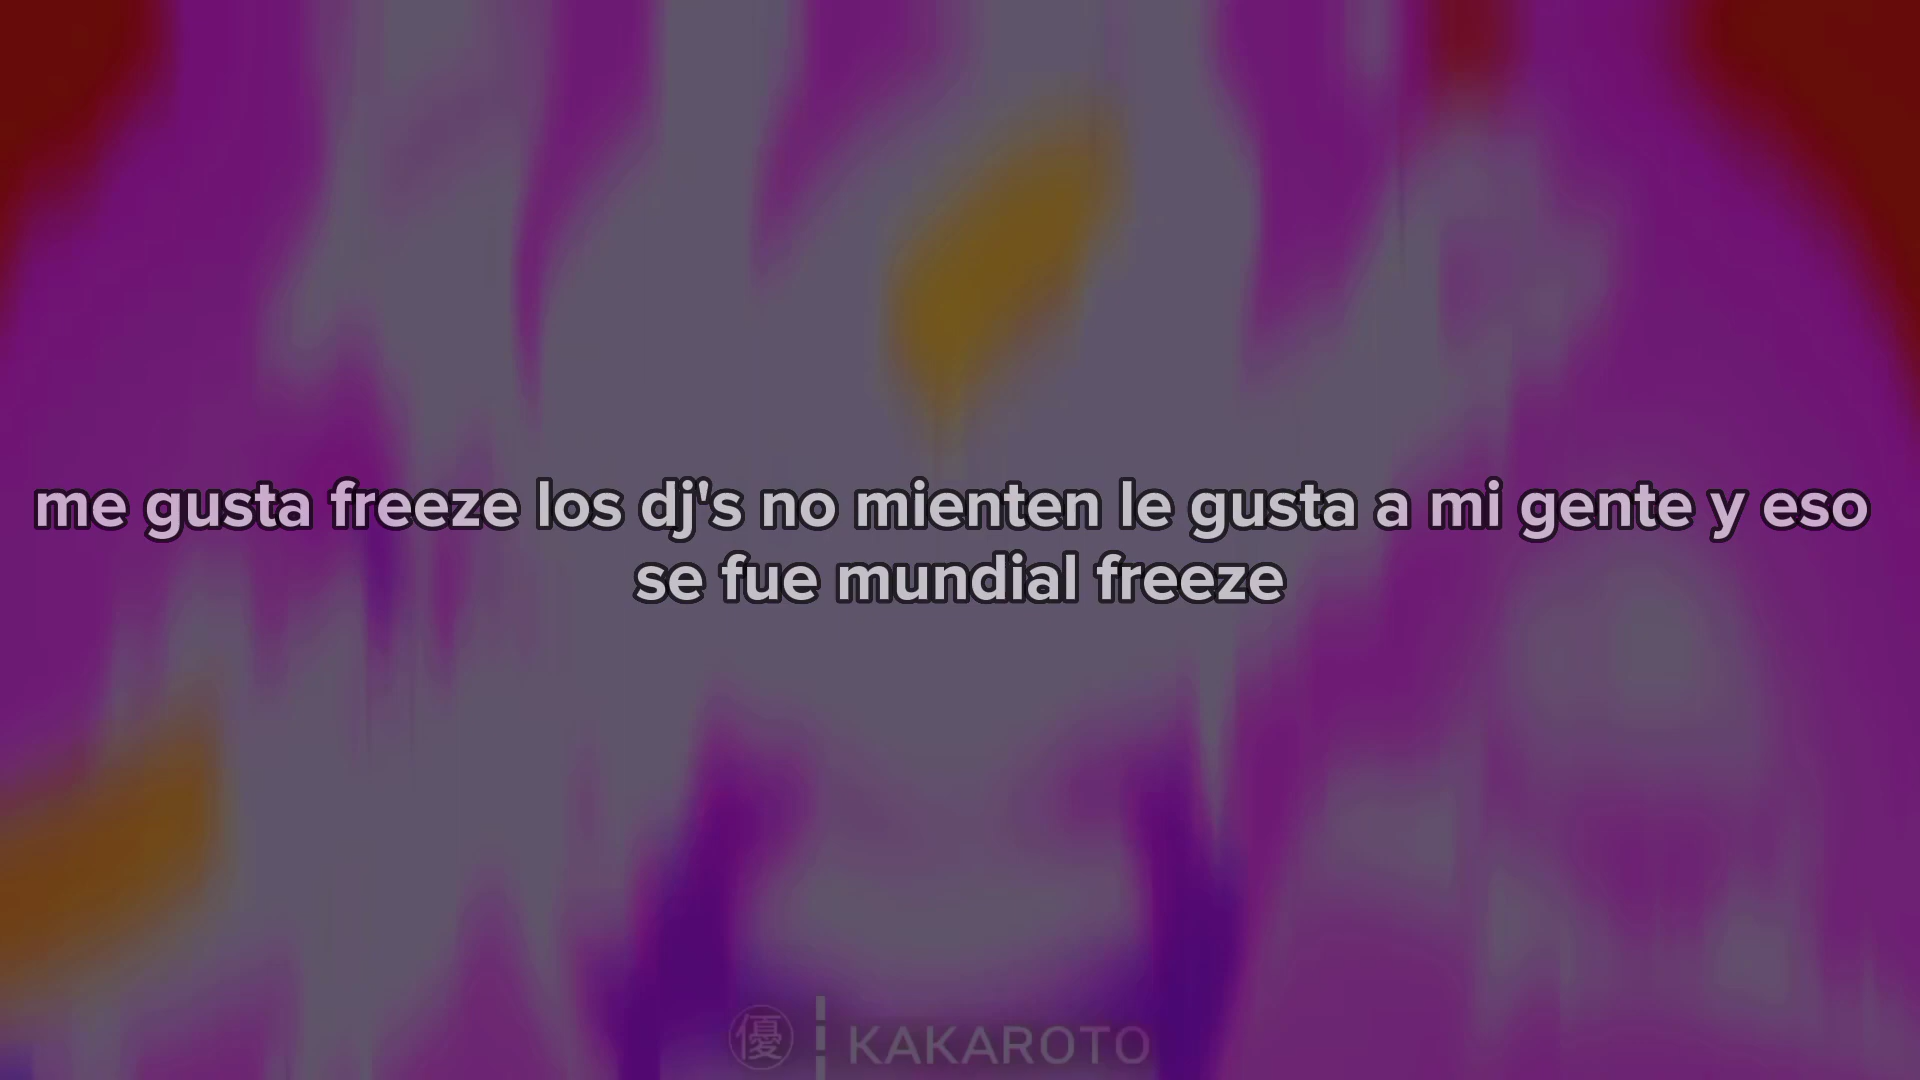 me gusta freeze los dj's no mienten le gusta a mi gente y eso
se fue mundial freeze
優 KAKAROTO